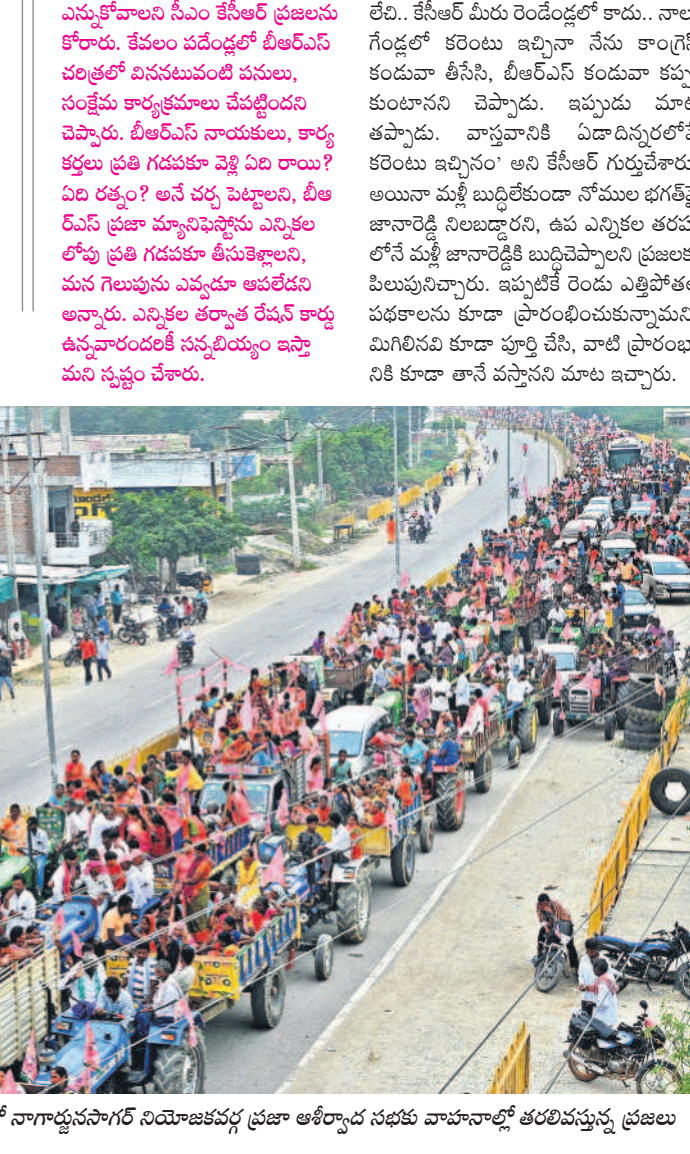 ఎన్నుకోవాలని సీఎం కేసీఆర్ ప్రజలను
కోరారు. కేవలం పదేండ్లలో బీఆర్ఎస్
చరిత్రలో విననటువంటి పనులు,
సంక్షేమ కార్యక్రమాలు చేపట్టిందని
చెప్పారు. బీఆర్ఎస్ నాయకులు, కార్య
కర్తలు ప్రతి గడపకూ వెళ్లి ఏది రాయి?
ఏది రత్నం? అనే చర్చ పెట్టాలని, బీఆ
ర్ఎస్ ప్రజా మ్యానిఫెస్టోను ఎన్నికల
లోపు ప్రతి గడపకూ తీసుకెళ్లాలని,
మన గెలుపును ఎవ్వడూ ఆపలేడని
అన్నారు. ఎన్నికల తర్వాత రేషన్ కార్డు
ఉన్నవారందరికీ సన్నబియ్యం ఇస్తా
మని స్పష్టం చేశారు.
లేచి.. కేసీఆర్ మీరు రెండేండ్లలో కాదు.. నాల
గేండ్లలో కరెంటు ఇచ్చినా నేను కాంగ్రెస్
కండువా తీసేసి, బీఆర్ఎస్ కండువా కప్పు
కుంటానని చెప్పాడు. ఇప్పుడు మాట
తప్పాడు. వాస్తవానికి ఏడాదిన్నరలోనే
కరెంటు ఇచ్చినం’ అని కేసీఆర్ గుర్తుచేశారు.
అయినా మళ్లీ బుద్ధిలేకుండా నోముల భగత్‌పై
జానారెడ్డి నిలబడ్డారని, ఉప ఎన్నికల తరహా
లోనే మళ్లీ జానారెడ్డికి బుద్ధిచెప్పాలని ప్రజలకు
పిలుపునిచ్చారు. ఇప్పటికే రెండు ఎత్తిపోతల
పథకాలను కూడా ప్రారంభించుకున్నామని,
మిగిలినవి కూడా పూర్తి చేసి, వాటి ప్రారంభా
నికి కూడా తానే వస్తానని మాట ఇచ్చారు.
నాగార్జునసాగర్ నియోజకవర్గ ప్రజా ఆశీర్వాద సభకు వాహనాల్లో తరలివస్తున్న ప్రజలు